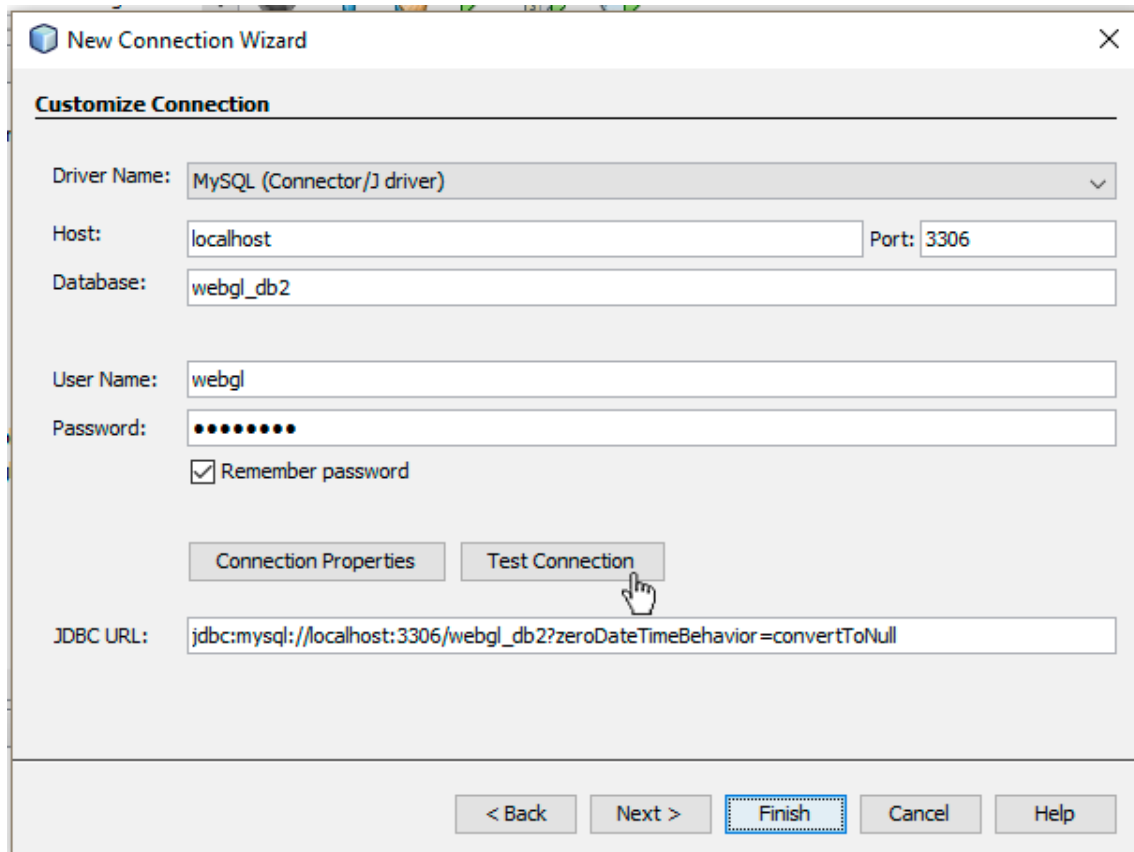 New Connection Wizard
Customize Connection
Driver Name: MySQL (Connector/J driver)
Host: localhost Port: 3306
Database: webgl_db2
User Name: webgl
Password: ••••••••
Remember password
Connection Properties Test Connection
JDBC URL: jdbc:mysql://localhost:3306/webgl_db2?zeroDateTimeBehavior=convertToNull
< Back Next > Finish Cancel Help